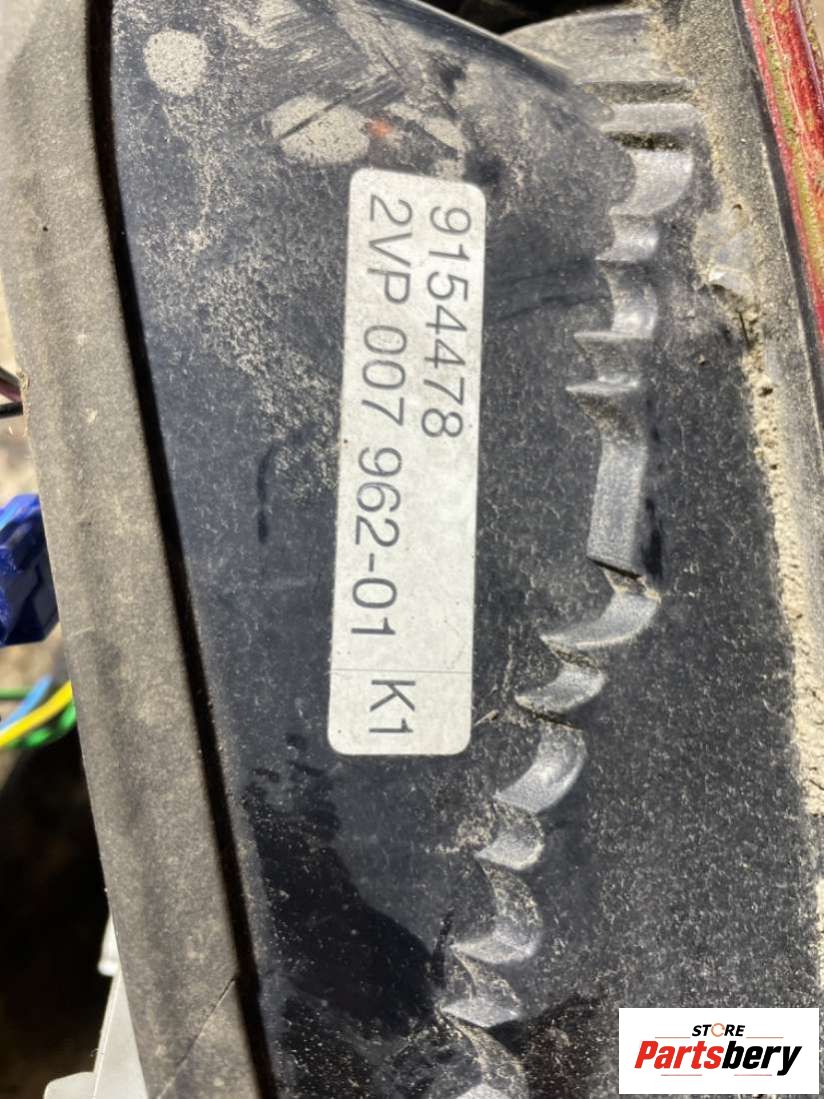 9154478
2VP 007 962-01 K1
STORE
Partsbery